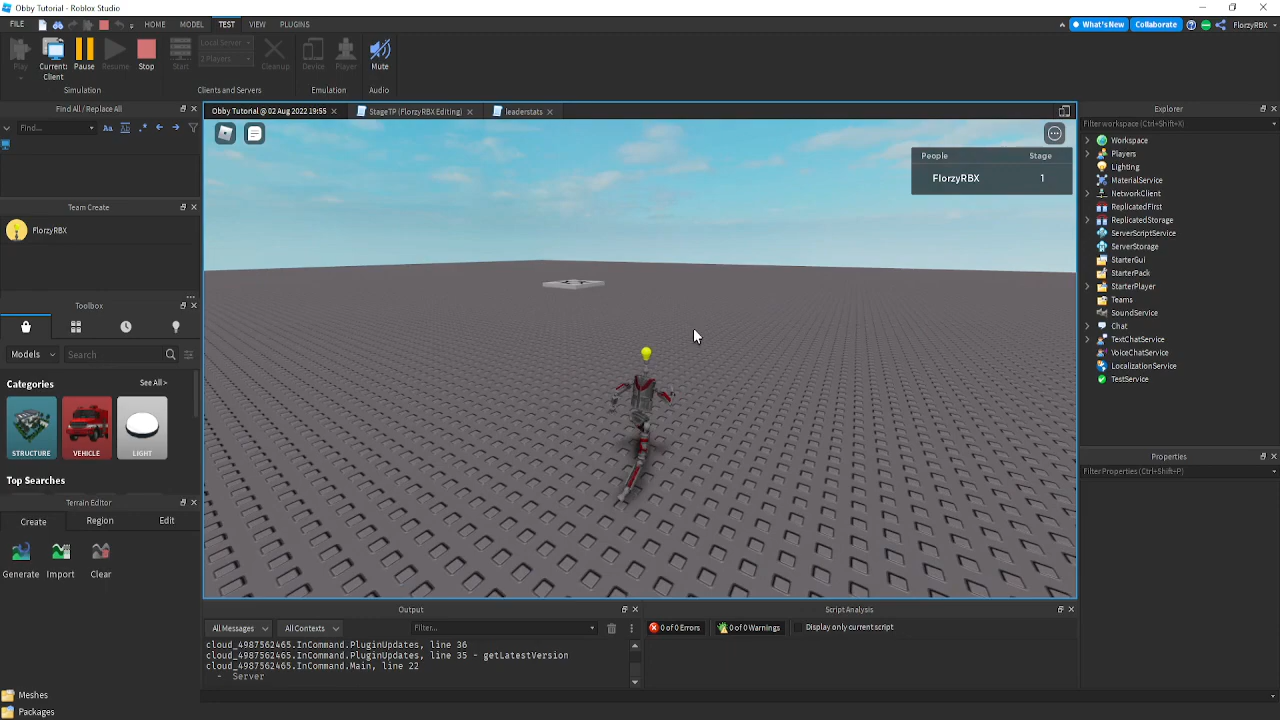 Obby Tutorial - Roblox Studio
FILE HOME MODEL TEST VIEW PLUGINS
What's New Collaborate FlorzyRBX
Play Current: Client Pause Resume Stop Start Local Server 2 Players Cleanup Device Player Mute
Simulation Clients and Servers Emulation Audio
Find All / Replace All
Find... Aa Ab
Team Create
FlorzyRBX
Toolbox
Models Search
Categories See All >
STRUCTURE VEHICLE LIGHT
Top Searches
Terrain Editor
Create Region Edit
Generate Import Clear
Meshes
Packages
Obby Tutorial @ 02 Aug 2022 19:55 StageTP (FlorzyRBX Editing) leaderstats
People Stage
FlorzyRBX 1
Output
All Messages All Contexts Filter...
cloud_4987562465.InCommand.PluginUpdates, line 36
cloud_4987562465.InCommand.PluginUpdates, line 35 - getLatestVersion
cloud_4987562465.InCommand.Main, line 22
- Server
Script Analysis
0 of 0 Errors 0 of 0 Warnings Display only current script
Explorer
Filter workspace (Ctrl+Shift+X)
Workspace
Players
Lighting
MaterialService
NetworkClient
ReplicatedFirst
ReplicatedStorage
ServerScriptService
ServerStorage
StarterGui
StarterPack
StarterPlayer
Teams
SoundService
Chat
TextChatService
VoiceChatService
LocalizationService
TestService
Properties
Filter Properties (Ctrl+Shift+P)